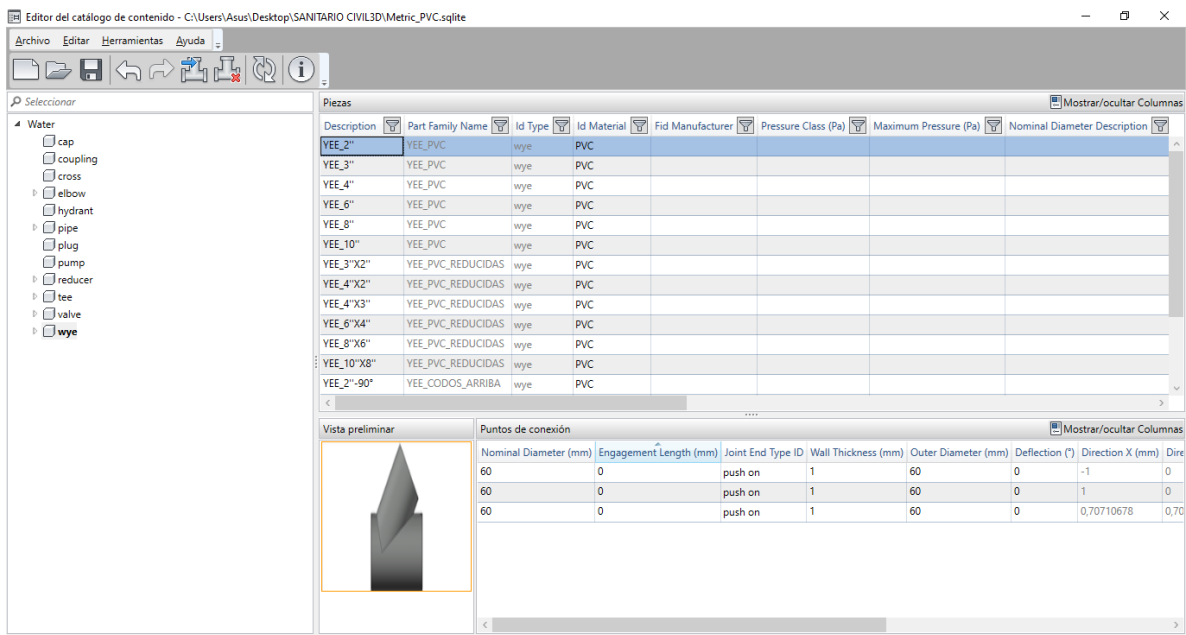 Editor del catálogo de contenido - C:\Users\Asus\Desktop\SANITARIO CIVIL3D\Metric_PVC.sqlite
Archivo Editar Herramientas Ayuda
Seleccionar
Water
cap
coupling
cross
elbow
hydrant
pipe
plug
pump
reducer
tee
valve
wye
Piezas Mostrar/ocultar Columnas
Description Part Family Name Id Type Id Material Fid Manufacturer Pressure Class (Pa) Maximum Pressure (Pa) Nominal Diameter Description
YEE_2" YEE_PVC wye PVC
YEE_3" YEE_PVC wye PVC
YEE_4" YEE_PVC wye PVC
YEE_6" YEE_PVC wye PVC
YEE_8" YEE_PVC wye PVC
YEE_10" YEE_PVC wye PVC
YEE_3"X2" YEE_PVC_REDUCIDAS wye PVC
YEE_4"X2" YEE_PVC_REDUCIDAS wye PVC
YEE_4"X3" YEE_PVC_REDUCIDAS wye PVC
YEE_6"X4" YEE_PVC_REDUCIDAS wye PVC
YEE_8"X6" YEE_PVC_REDUCIDAS wye PVC
YEE_10"X8" YEE_PVC_REDUCIDAS wye PVC
YEE_2"-90° YEE_CODOS_ARRIBA wye PVC
Vista preliminar
Puntos de conexión Mostrar/ocultar Columnas
Nominal Diameter (mm) Engagement Length (mm) Joint End Type ID Wall Thickness (mm) Outer Diameter (mm) Deflection (°) Direction X (mm) Dire
60 0 push on 1 60 0 -1 0
60 0 push on 1 60 0 1 0
60 0 push on 1 60 0 0,70710678 0,70